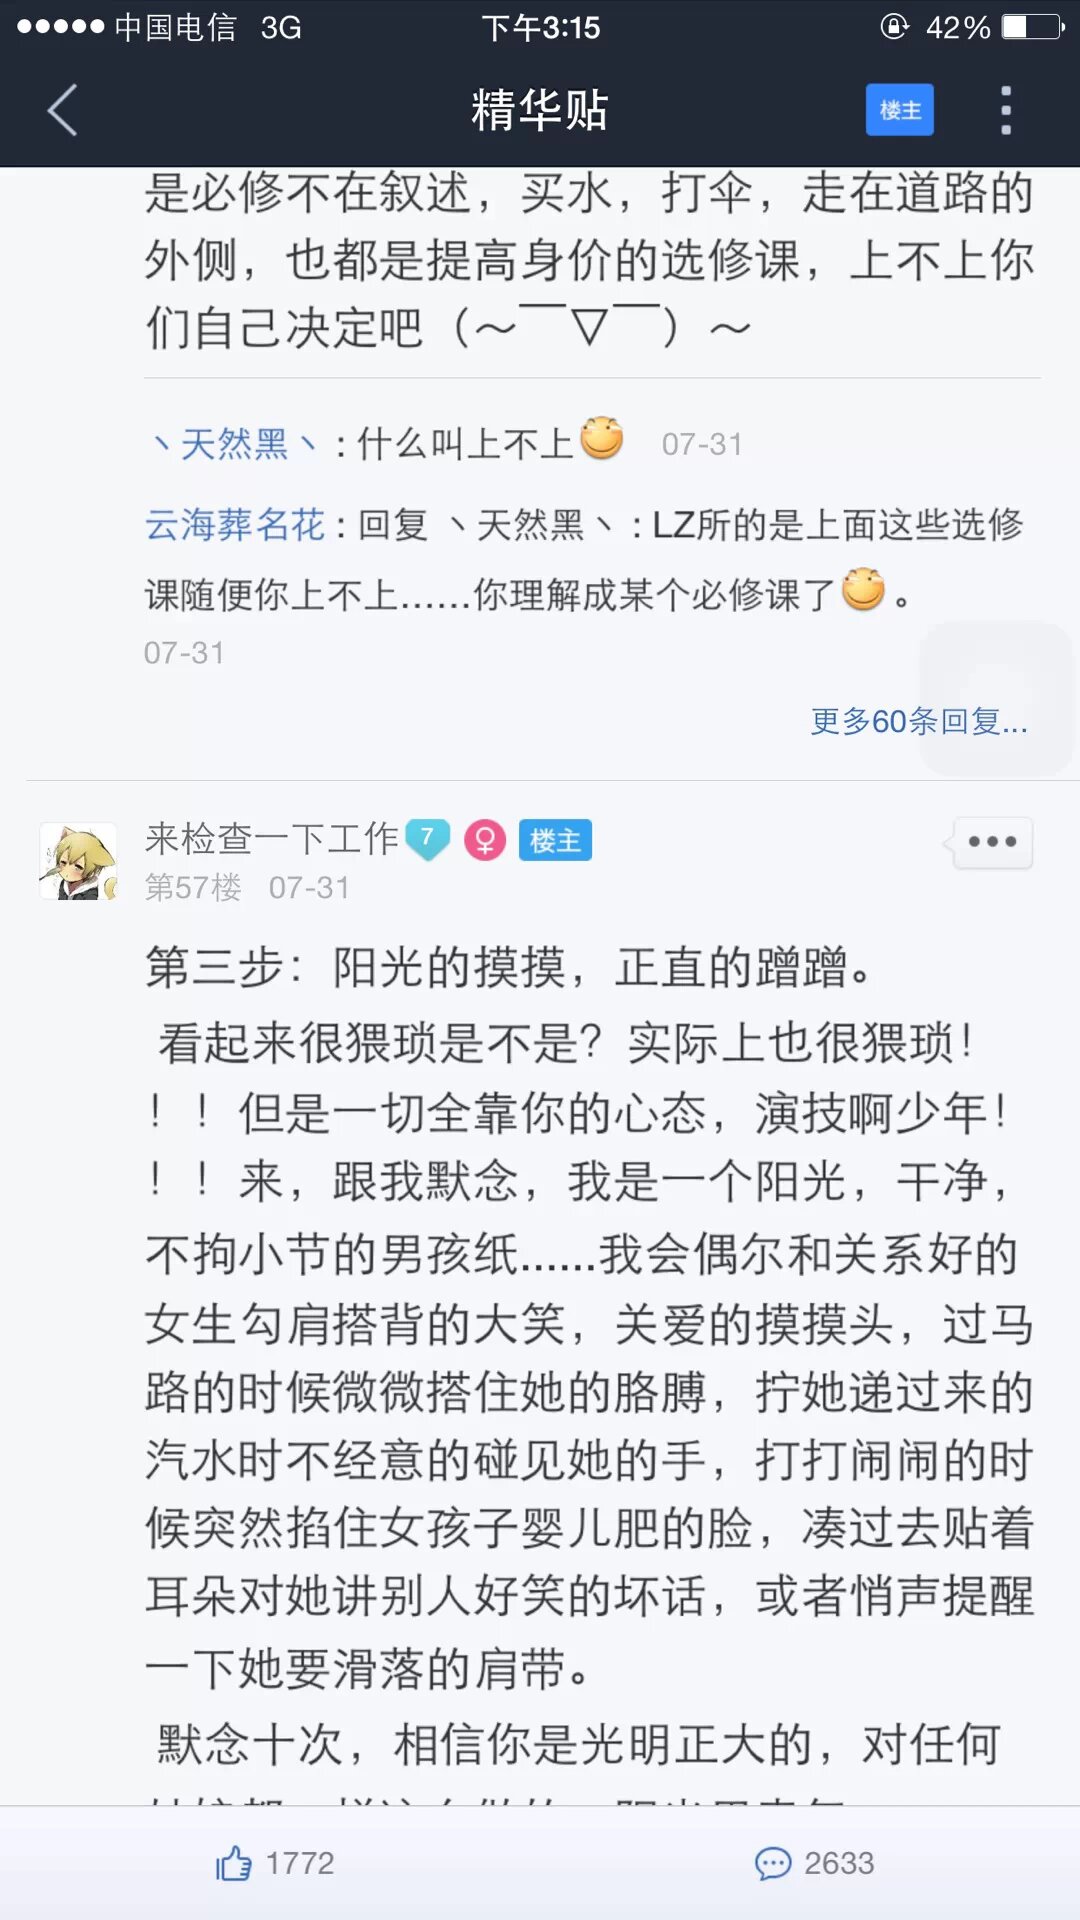 中国电信 3G 下午3:15 42%
精华贴 楼主
是必修不在叙述，买水，打伞，走在道路的
外侧，也都是提高身价的选修课，上不上你
们自己决定吧（～￣▽￣）～
丶天然黑丶：什么叫上不上 07-31
云海葬名花：回复 丶天然黑丶：LZ所的是上面这些选修
课随便你上不上……你理解成某个必修课了。
07-31
更多60条回复...
来检查一下工作 7 楼主
第57楼 07-31
第三步：阳光的摸摸，正直的蹭蹭。
看起来很猥琐是不是？实际上也很猥琐！
！！但是一切全靠你的心态，演技啊少年！
！！来，跟我默念，我是一个阳光，干净，
不拘小节的男孩纸......我会偶尔和关系好的
女生勾肩搭背的大笑，关爱的摸摸头，过马
路的时候微微搭住她的胳膊，拧她递过来的
汽水时不经意的碰见她的手，打打闹闹的时
候突然掐住女孩子婴儿肥的脸，凑过去贴着
耳朵对她讲别人好笑的坏话，或者悄声提醒
一下她要滑落的肩带。
默念十次，相信你是光明正大的，对任何
1772 2633